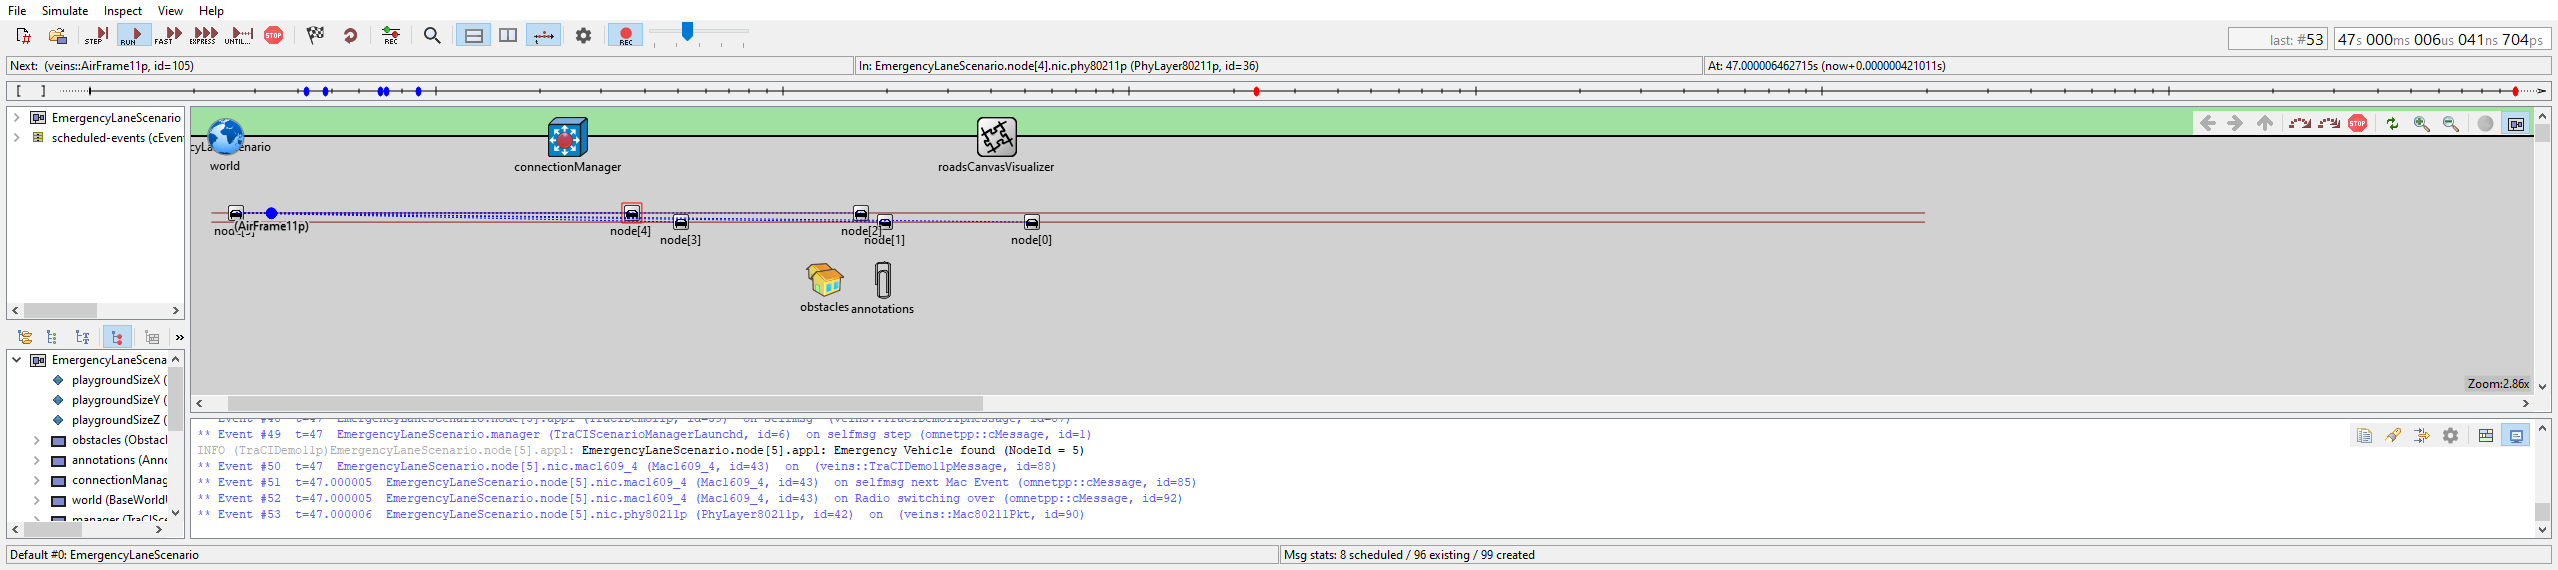 File Simulate Inspect View Help
STEP RUN FAST EXPRESS UNTIL... STOP REC REC
last: #53 47s 000ms 006us 041ns 704ps
Next: (veins::AirFrame11p, id=105) In: EmergencyLaneScenario.node[4].nic.phy80211p (PhyLayer80211p, id=36) At: 47.000006462715s (now+0.000000421011s)
[ ]
EmergencyLaneScenario
scheduled-events (cEvent
STOP
world
connectionManager
roadsCanvasVisualizer
(AirFrame11p)
node[4]
node[3]
node[2]
node[1]
node[0]
obstacles
annotations
Zoom:2.86x
EmergencyLaneScena
playgroundSizeX (
playgroundSizeY (
playgroundSizeZ (
obstacles (Obstacl
annotations (Anno
connectionManag
world (BaseWorldU
manager (TraCISce
** Event #49 t=47 EmergencyLaneScenario.manager (TraCIScenarioManagerLaunchd, id=6) on selfmsg step (omnetpp::cMessage, id=1)
INFO (TraCIDemo11p)EmergencyLaneScenario.node[5].appl: EmergencyLaneScenario.node[5].appl: Emergency Vehicle found (NodeId = 5)
** Event #50 t=47 EmergencyLaneScenario.node[5].nic.mac1609_4 (Mac1609_4, id=43) on (veins::TraCIDemo11pMessage, id=88)
** Event #51 t=47.000005 EmergencyLaneScenario.node[5].nic.mac1609_4 (Mac1609_4, id=43) on selfmsg next Mac Event (omnetpp::cMessage, id=85)
** Event #52 t=47.000005 EmergencyLaneScenario.node[5].nic.mac1609_4 (Mac1609_4, id=43) on Radio switching over (omnetpp::cMessage, id=92)
** Event #53 t=47.000006 EmergencyLaneScenario.node[5].nic.phy80211p (PhyLayer80211p, id=42) on (veins::Mac80211Pkt, id=90)
Default #0: EmergencyLaneScenario Msg stats: 8 scheduled / 96 existing / 99 created